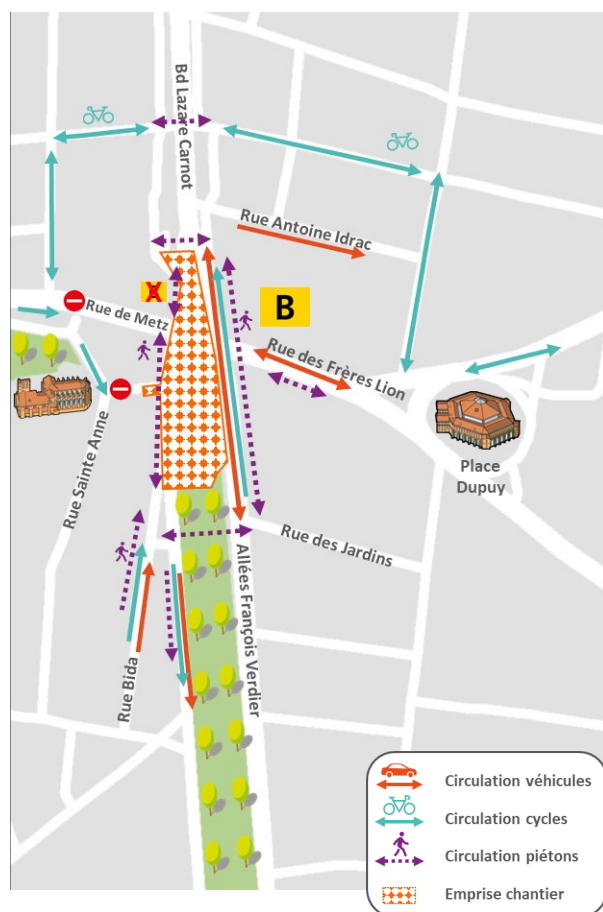 Bd Lazare Carnot
Rue Antoine Idrac
B
Rue de Metz
Rue des Frères Lion
Rue Sainte Anne
Place
Dupuy
Rue des Jardins
Allées François Verdier
Rue Bida
Circulation véhicules
Circulation cycles
Circulation piétons
Emprise chantier